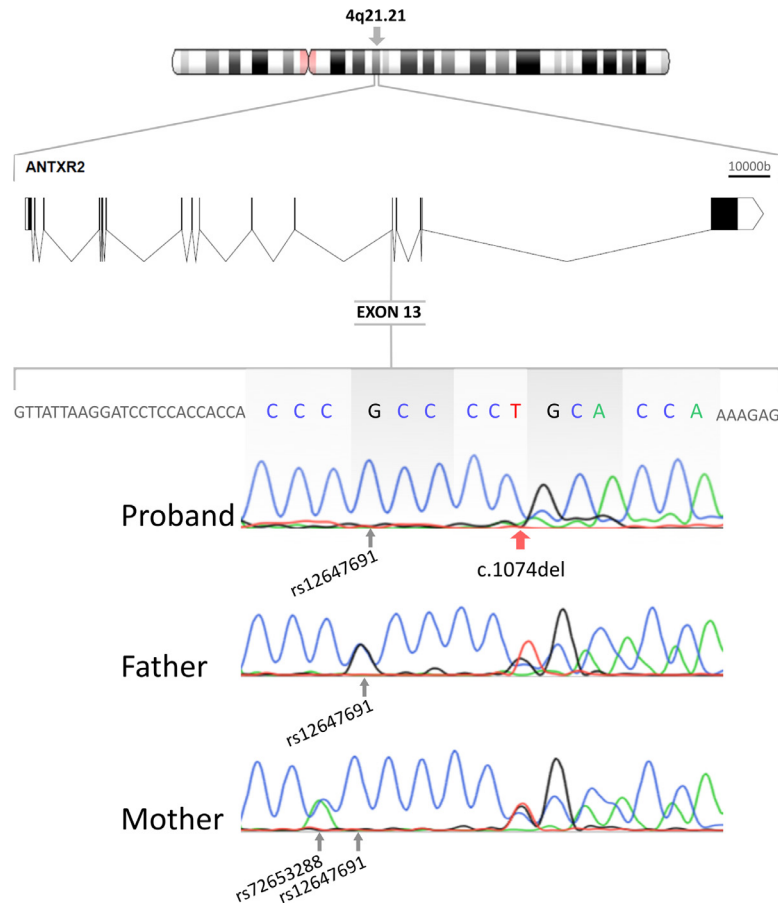 4q21.21
ANTXR2
10000b
EXON 13
GTTATTAAGGATCCTCCACCACCA C C C G C C C C T G C A C C A AAAGAG
Proband
rs12647691
c.1074del
Father
rs12647691
Mother
rs72653288
rs12647691